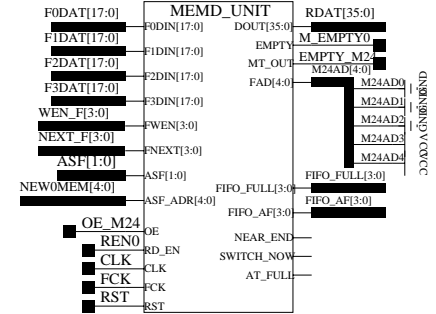 MEMD_UNIT
F0DAT[17:0]
F0DIN[17:0]
F1DAT[17:0]
F1DIN[17:0]
F2DAT[17:0]
F2DIN[17:0]
F3DAT[17:0]
F3DIN[17:0]
WEN_F[3:0]
FWEN[3:0]
NEXT_F[3:0]
FNEXT[3:0]
ASF[1:0]
ASF[1:0]
NEW0MEM[4:0]
ASF_ADR[4:0]
OE_M24
OE
REN0
RD_EN
CLK
CLK
FCK
FCK
RST
RST
RDAT[35:0]
DOUT[35:0]
M_EMPTY0
EMPTY
EMPTY_M24
MT_OUT
M24AD[4:0]
FAD[4:0]
M24AD0
M24AD1
M24AD2
M24AD3
M24AD4
FIFO_FULL[3:0]
FIFO_FULL[3:0]
FIFO_AF[3:0]
FIFO_AF[3:0]
NEAR_END
SWITCH_NOW
AT_FULL